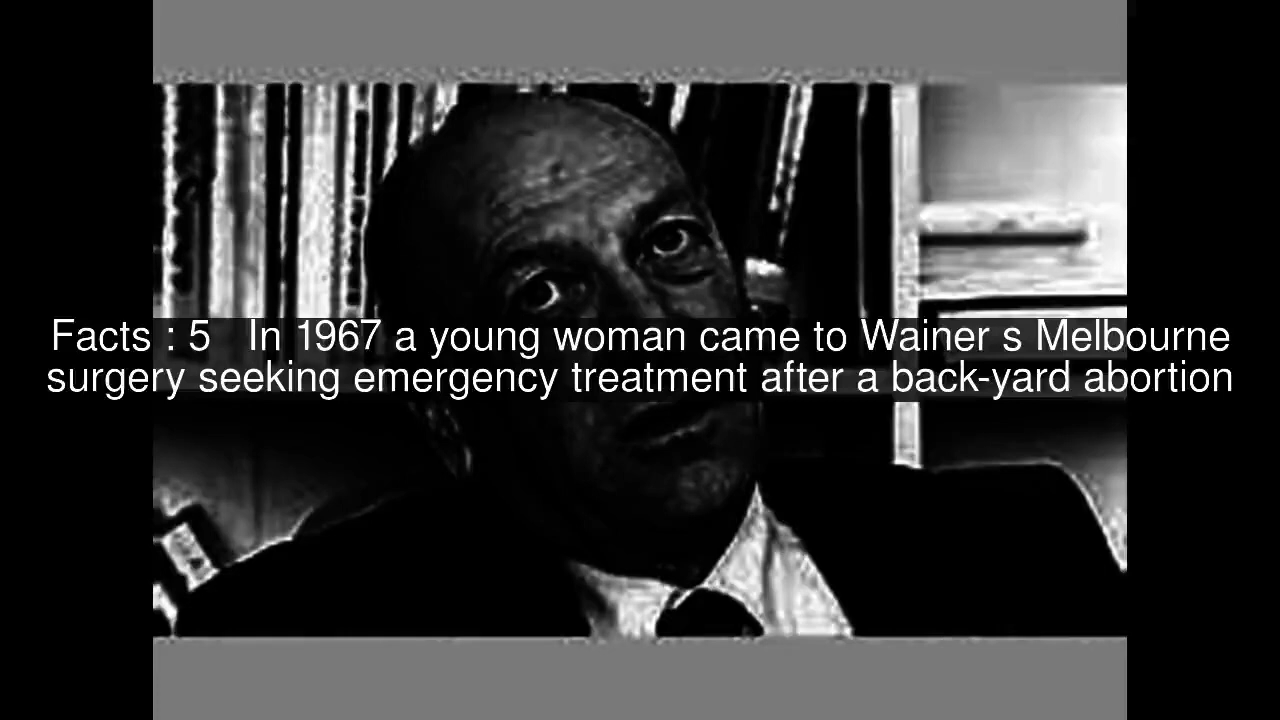 Facts : 5 In 1967 a young woman came to Wainer s Melbourne
surgery seeking emergency treatment after a back-yard abortion